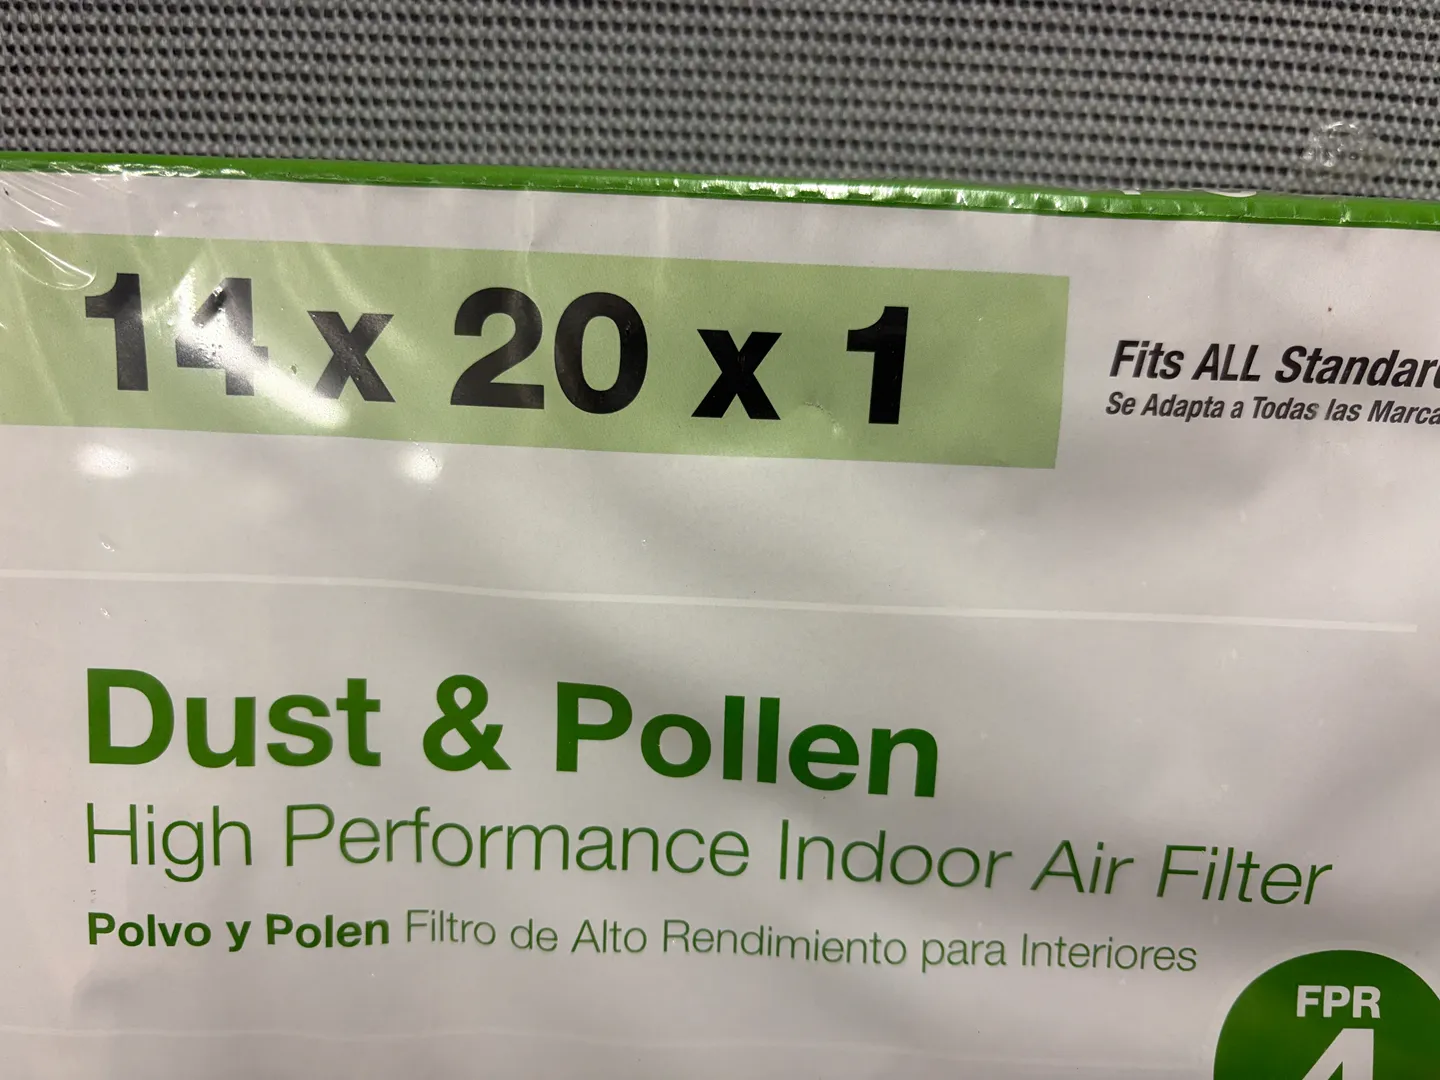 14 x 20 x 1
Fits ALL Standard
Se Adapta a Todas las Marca
Dust & Pollen
High Performance Indoor Air Filter
Polvo y Polen Filtro de Alto Rendimiento para Interiores
FPR
4